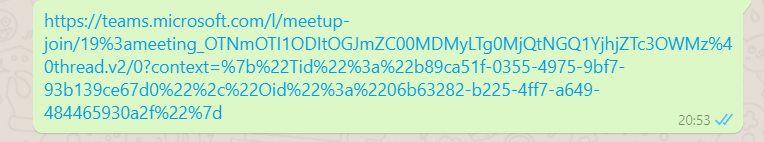 https://teams.microsoft.com/l/meetup-
join/19%3ameeting_OTNmOTI1ODItOGJmZC00MDMyLTg0MjQtNGQ1YjhjZTc3OWMz%4
0thread.v2/0?context=%7b%22Tid%22%3a%22b89ca51f-0355-4975-9bf7-
93b139ce67d0%22%2c%22Oid%22%3a%2206b63282-b225-4ff7-a649-
484465930a2f%22%7d
20:53